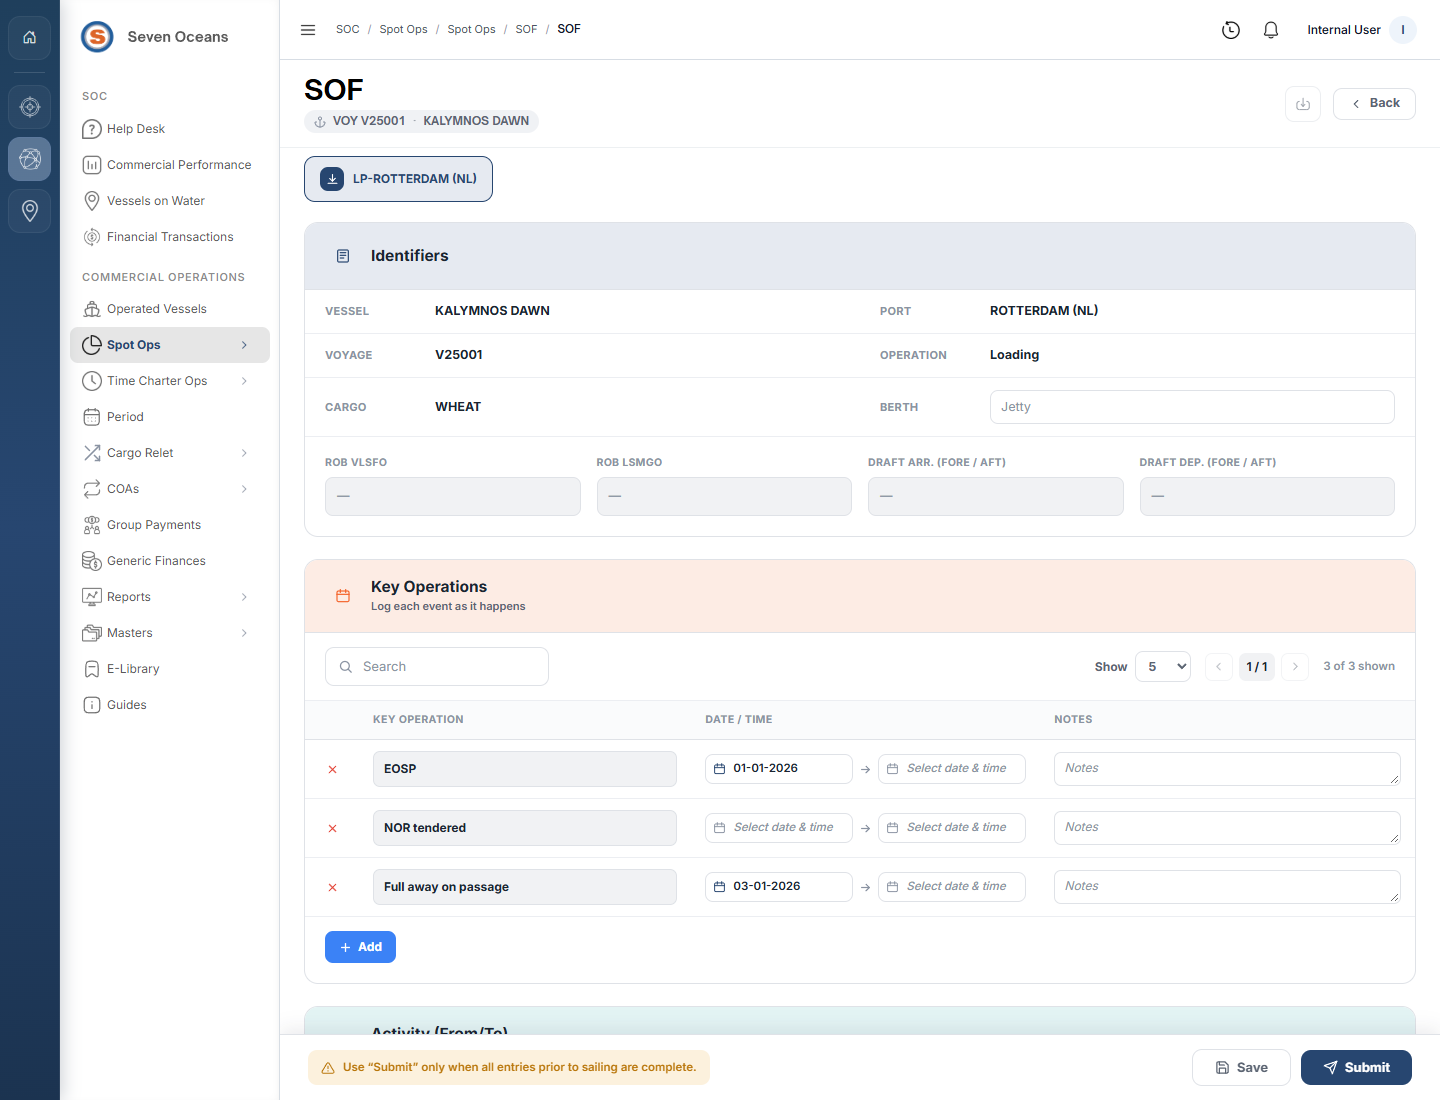 Seven Oceans
SOC
Help Desk
Commercial Performance
Vessels on Water
Financial Transactions
COMMERCIAL OPERATIONS
Operated Vessels
Spot Ops
Time Charter Ops
Period
Cargo Relet
COAs
Group Payments
Generic Finances
Reports
Masters
E-Library
Guides
SOC / Spot Ops / Spot Ops / SOF / SOF
Internal User I
SOF
VOY V25001 · KALYMNOS DAWN
Back
LP-ROTTERDAM (NL)
Identifiers
VESSEL KALYMNOS DAWN PORT ROTTERDAM (NL)
VOYAGE V25001 OPERATION Loading
CARGO WHEAT BERTH Jetty
ROB VLSFO ROB LSMGO DRAFT ARR. (FORE / AFT) DRAFT DEP. (FORE / AFT)
— — — —
Key Operations
Log each event as it happens
Search Show 5 1 / 1 3 of 3 shown
KEY OPERATION DATE / TIME NOTES
EOSP 01-01-2026 → Select date & time Notes
NOR tendered Select date & time → Select date & time Notes
Full away on passage 03-01-2026 → Select date & time Notes
+ Add
Activity (From/To)
Use “Submit” only when all entries prior to sailing are complete.
Save Submit